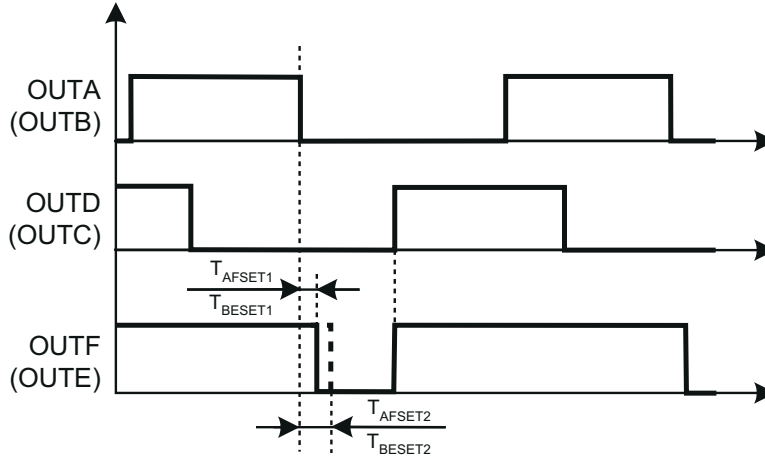 OUTA
(OUTB)
OUTD
(OUTC)
TAFSET1
TBESET1
OUTF
(OUTE)
TAFSET2
TBESET2